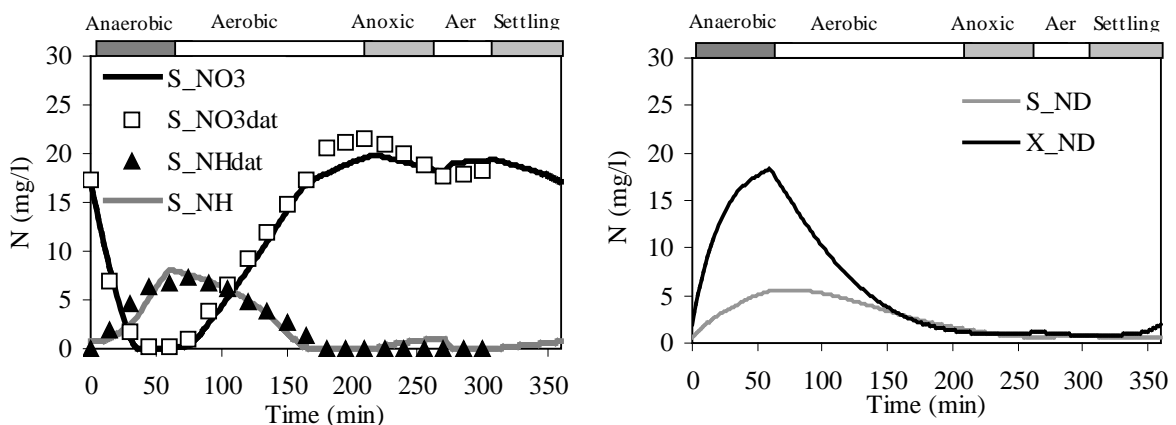 Anaerobic Aerobic Anoxic Aer Settling
30
25
20
15
10
5
0
N (mg/l)
S_NO3
S_NO3dat
S_NHdat
S_NH
0 50 100 150 200 250 300 350
Time (min)
Anaerobic Aerobic Anoxic Aer Settling
30
25
20
15
10
5
0
N (mg/l)
S_ND
X_ND
0 50 100 150 200 250 300 350
Time (min)